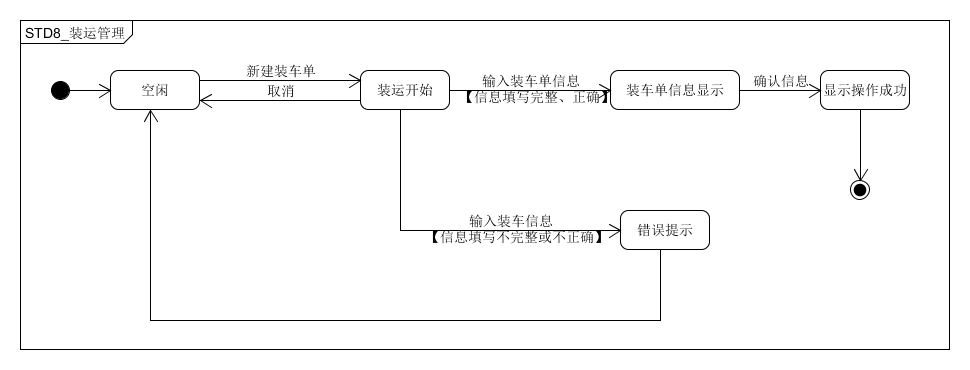 STD8_装运管理
新建装车单
空闲
取消
装运开始
输入装车单信息
【信息填写完整、正确】
装车单信息显示
确认信息
显示操作成功
输入装车信息
【信息填写不完整或不正确】
错误提示